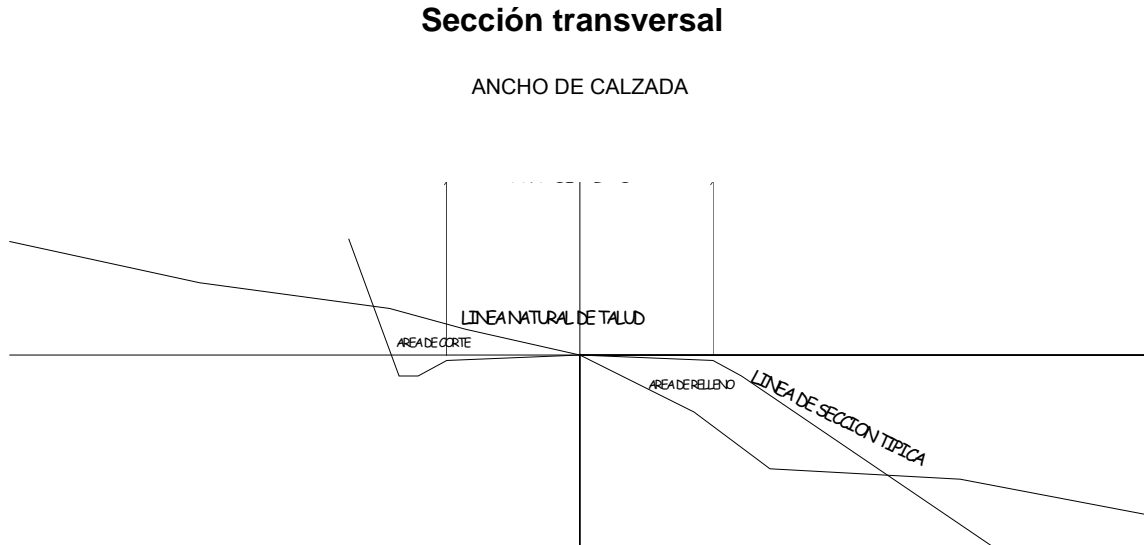 Sección transversal
ANCHO DE CALZADA
LINEA NATURAL DE TALUD
AREA DE CORTE
AREA DE RELLENO
LINEA DE SECCION TIPICA